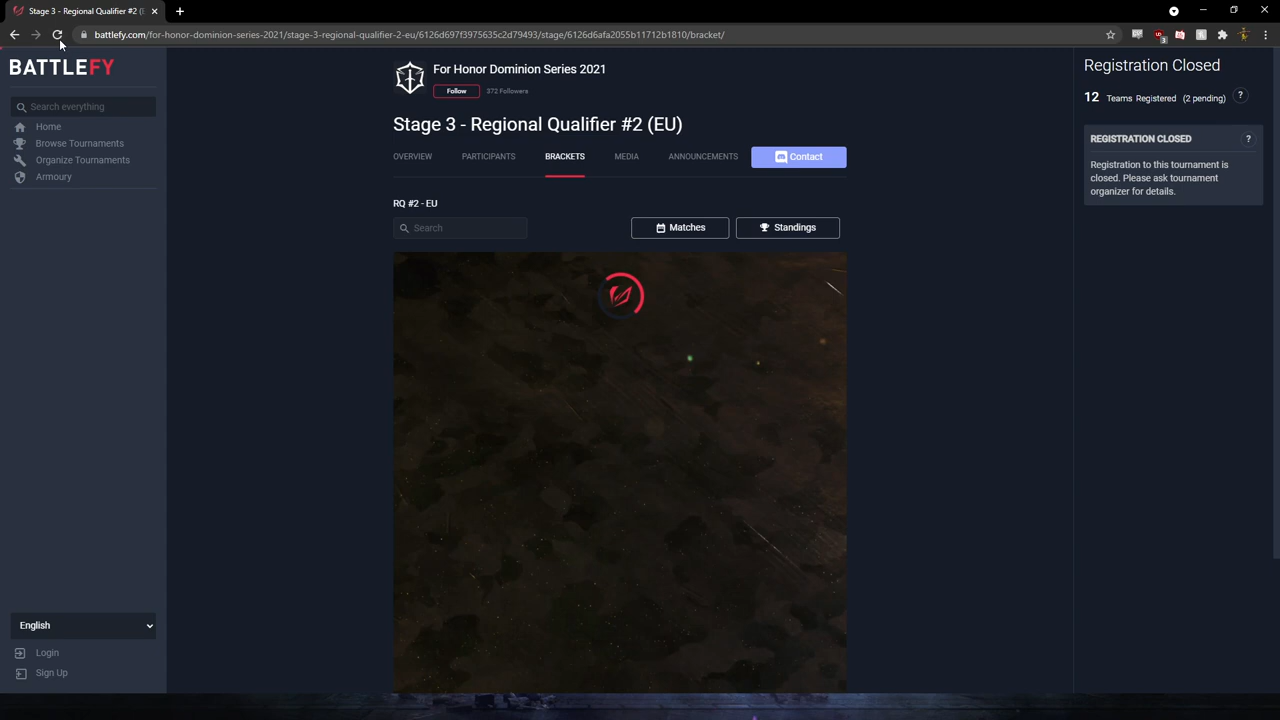 Stage 3 - Regional Qualifier #2 (E
battlefy.com/for-honor-dominion-series-2021/stage-3-regional-qualifier-2-eu/6126d697f3975635c2d79493/stage/6126d6afa2055b11712b1810/bracket/
BATTLEFY
Search everything
Home
Browse Tournaments
Organize Tournaments
Armoury
For Honor Dominion Series 2021
Follow
372 Followers
Stage 3 - Regional Qualifier #2 (EU)
OVERVIEW
PARTICIPANTS
BRACKETS
MEDIA
ANNOUNCEMENTS
Contact
RQ #2 - EU
Search
Matches
Standings
Registration Closed
12 Teams Registered (2 pending) ?
REGISTRATION CLOSED ?
Registration to this tournament is
closed. Please ask tournament
organizer for details.
English
Login
Sign Up